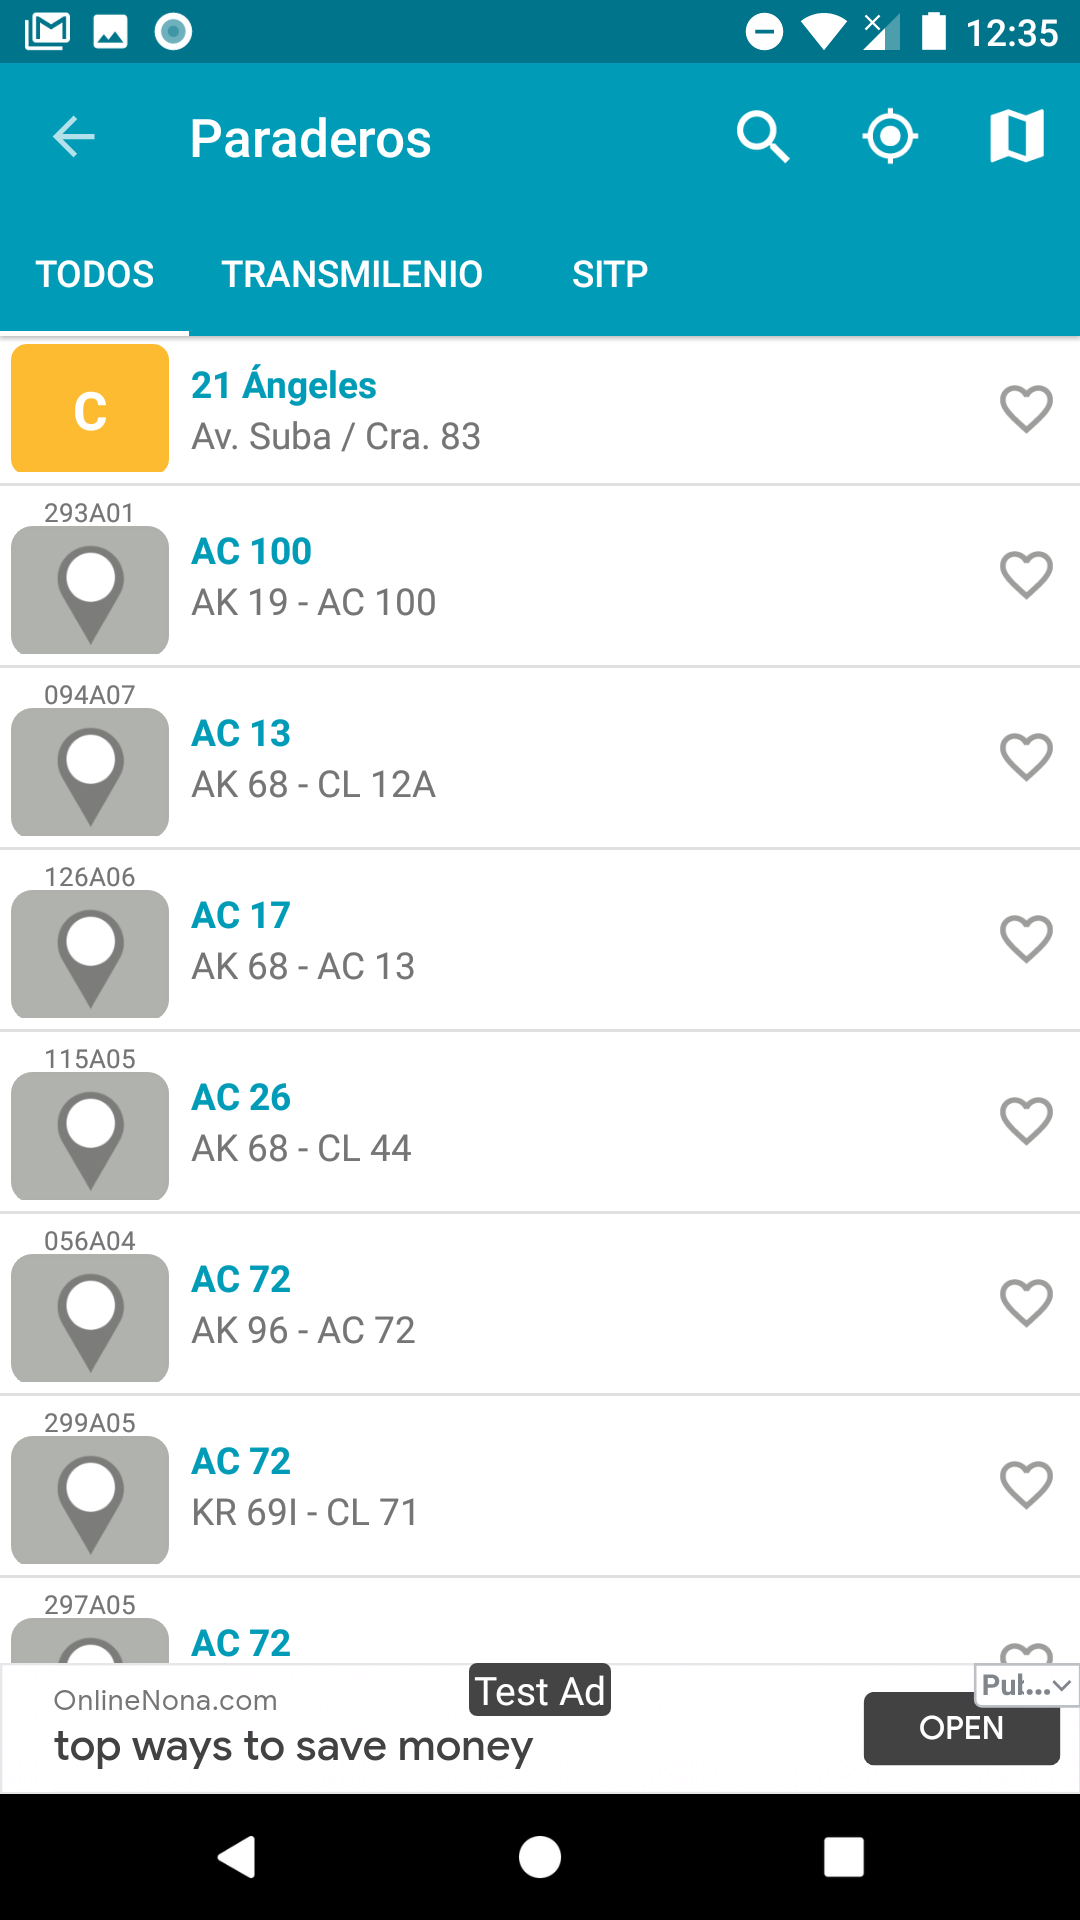 12:35
Paraderos
TODOS TRANSMILENIO SITP
C
21 Ángeles
Av. Suba / Cra. 83
293A01
AC 100
AK 19 - AC 100
094A07
AC 13
AK 68 - CL 12A
126A06
AC 17
AK 68 - AC 13
115A05
AC 26
AK 68 - CL 44
056A04
AC 72
AK 96 - AC 72
299A05
AC 72
KR 69I - CL 71
297A05
AC 72
Test Ad
OnlineNona.com
top ways to save money
OPEN